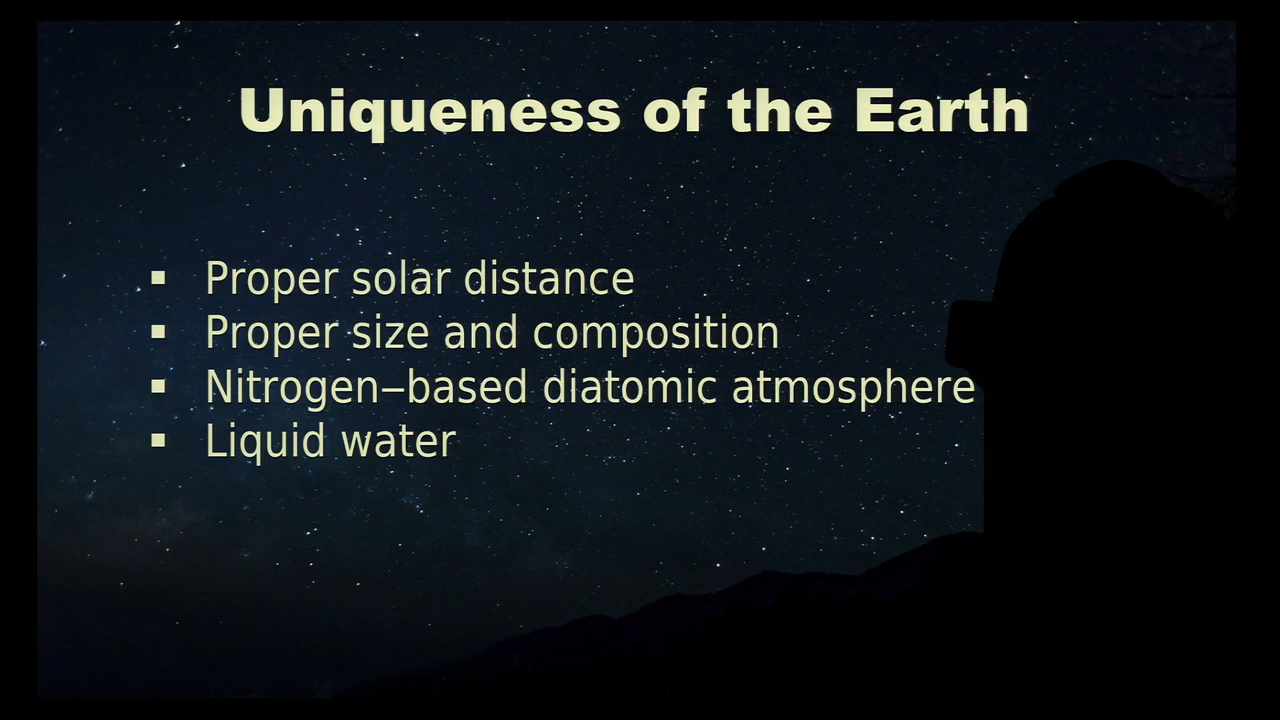 Uniqueness of the Earth
▪ Proper solar distance
▪ Proper size and composition
▪ Nitrogen–based diatomic atmosphere
▪ Liquid water